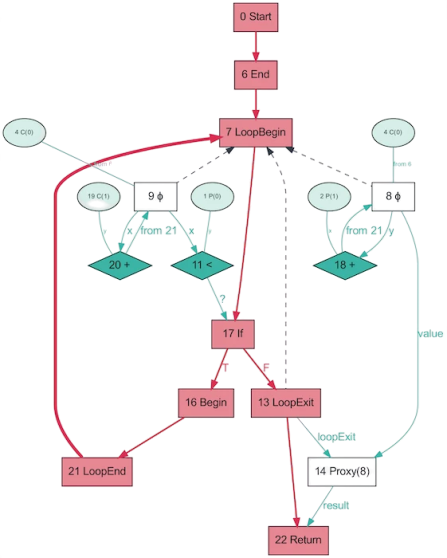 0 Start
6 End
4 C(0)
4 C(0)
7 LoopBegin
from 6
19 C(1)
9 ϕ
1 P(0)
2 P(1)
8 ϕ
x
from 21
x
from 21
y
20 +
11 <
18 +
?
17 If
value
T
F
16 Begin
13 LoopExit
loopExit
21 LoopEnd
14 Proxy(8)
result
22 Return